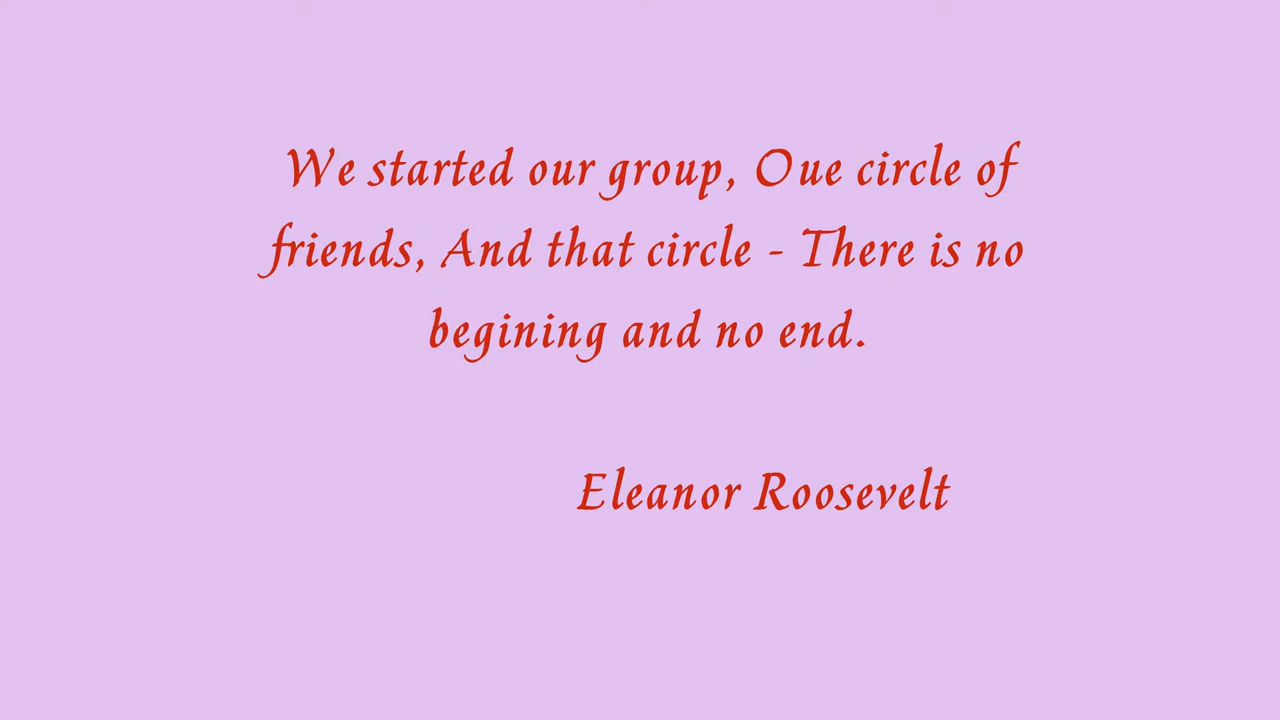 We started our group, Oue circle of
friends, And that circle - There is no
begining and no end.
Eleanor Roosevelt